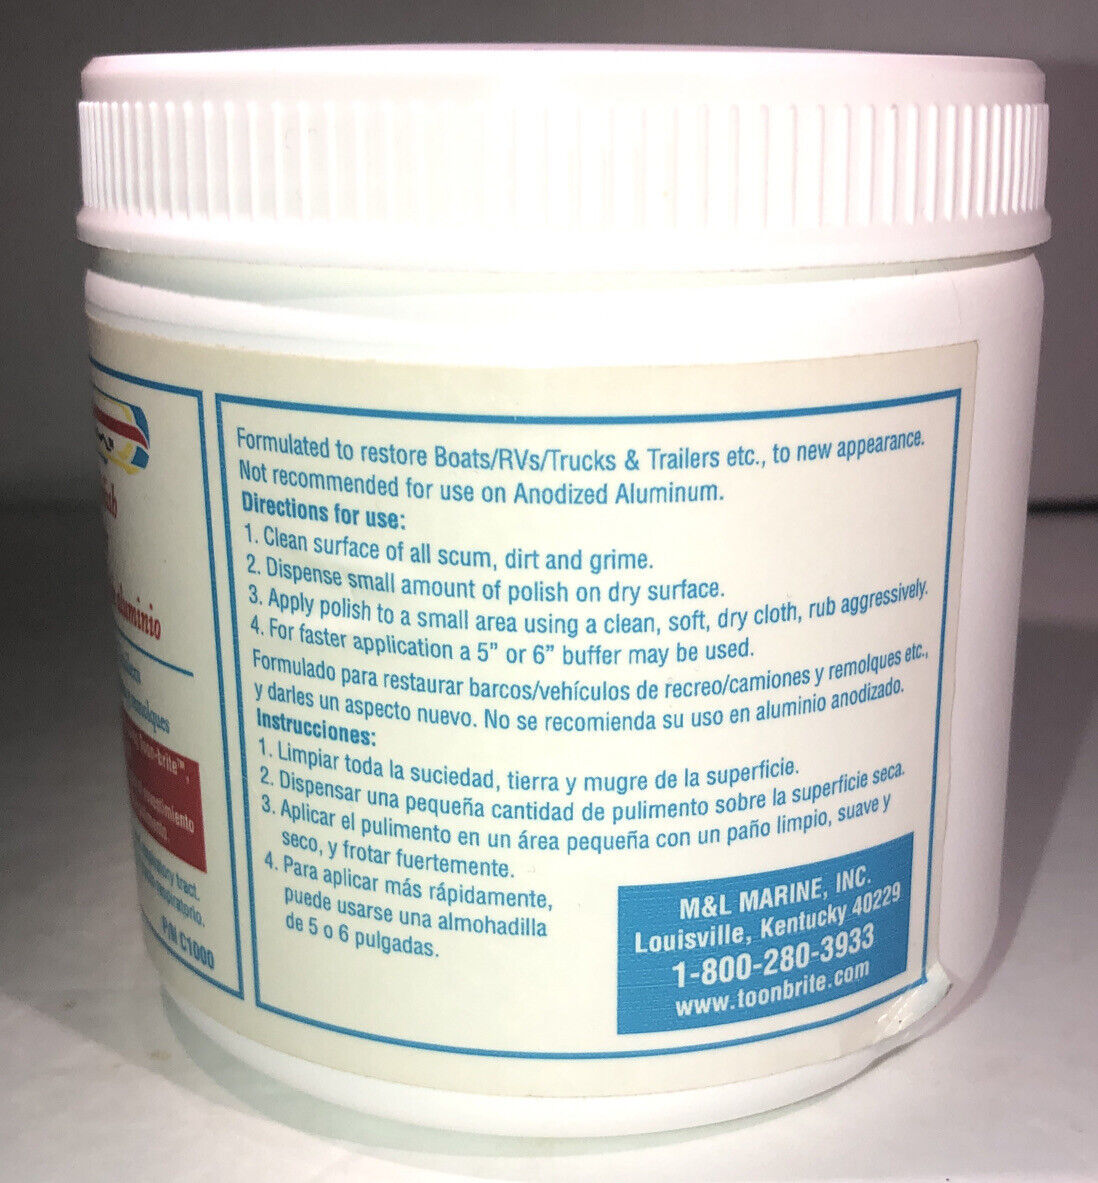 aluminio
remolques
toon-brite™,
tract.
respiratorio.
P/N C1000
Formulated to restore Boats/RVs/Trucks & Trailers etc., to new appearance.
Not recommended for use on Anodized Aluminum.
Directions for use:
1. Clean surface of all scum, dirt and grime.
2. Dispense small amount of polish on dry surface.
3. Apply polish to a small area using a clean, soft, dry cloth, rub aggressively.
4. For faster application a 5” or 6” buffer may be used.
Formulado para restaurar barcos/vehículos de recreo/camiones y remolques etc.,
y darles un aspecto nuevo. No se recomienda su uso en aluminio anodizado.
Instrucciones:
1. Limpiar toda la suciedad, tierra y mugre de la superficie.
2. Dispensar una pequeña cantidad de pulimento sobre la superficie seca.
3. Aplicar el pulimento en un área pequeña con un paño limpio, suave y
seco, y frotar fuertemente.
4. Para aplicar más rápidamente,
puede usarse una almohadilla
de 5 o 6 pulgadas.
M&L MARINE, INC.
Louisville, Kentucky 40229
1-800-280-3933
www.toonbrite.com